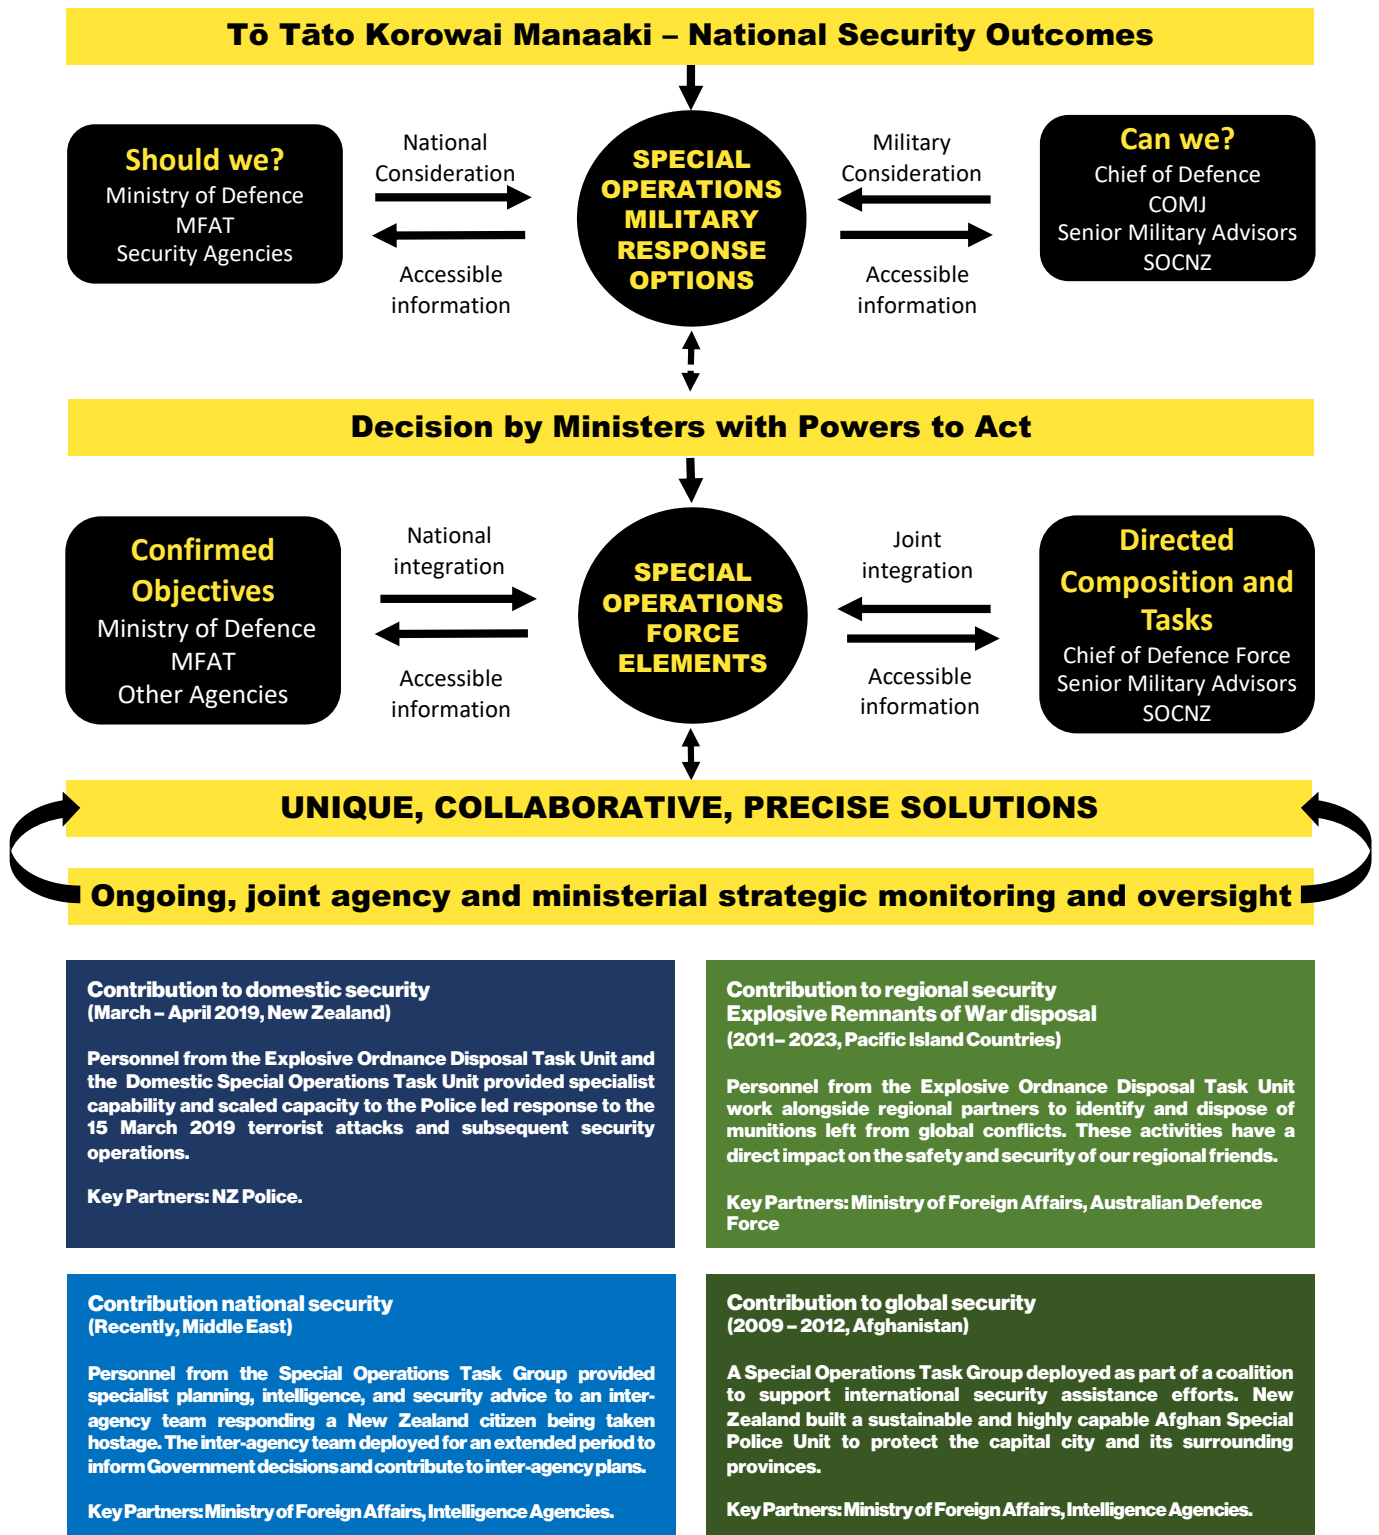 Tō Tāto Korowai Manaaki – National Security Outcomes
Should we?
Ministry of Defence
MFAT
Security Agencies
National
Consideration
Accessible
information
SPECIAL
OPERATIONS
MILITARY
RESPONSE
OPTIONS
Military
Consideration
Accessible
information
Can we?
Chief of Defence
COMJ
Senior Military Advisors
SOCNZ
Decision by Ministers with Powers to Act
Confirmed
Objectives
Ministry of Defence
MFAT
Other Agencies
National
integration
Accessible
information
SPECIAL
OPERATIONS
FORCE
ELEMENTS
Joint
integration
Accessible
information
Directed
Composition and
Tasks
Chief of Defence Force
Senior Military Advisors
SOCNZ
UNIQUE, COLLABORATIVE, PRECISE SOLUTIONS
Ongoing, joint agency and ministerial strategic monitoring and oversight
Contribution to domestic security
(March – April 2019, New Zealand)
Personnel from the Explosive Ordnance Disposal Task Unit and
the Domestic Special Operations Task Unit provided specialist
capability and scaled capacity to the Police led response to the
15 March 2019 terrorist attacks and subsequent security
operations.
Key Partners: NZ Police.
Contribution to regional security
Explosive Remnants of War disposal
(2011– 2023, Pacific Island Countries)
Personnel from the Explosive Ordnance Disposal Task Unit
work alongside regional partners to identify and dispose of
munitions left from global conflicts. These activities have a
direct impact on the safety and security of our regional friends.
Key Partners: Ministry of Foreign Affairs, Australian Defence
Force
Contribution national security
(Recently, Middle East)
Personnel from the Special Operations Task Group provided
specialist planning, intelligence, and security advice to an inter-
agency team responding a New Zealand citizen being taken
hostage. The inter-agency team deployed for an extended period to
inform Government decisions and contribute to inter-agency plans.
Key Partners: Ministry of Foreign Affairs, Intelligence Agencies.
Contribution to global security
(2009 – 2012, Afghanistan)
A Special Operations Task Group deployed as part of a coalition
to support international security assistance efforts. New
Zealand built a sustainable and highly capable Afghan Special
Police Unit to protect the capital city and its surrounding
provinces.
Key Partners: Ministry of Foreign Affairs, Intelligence Agencies.